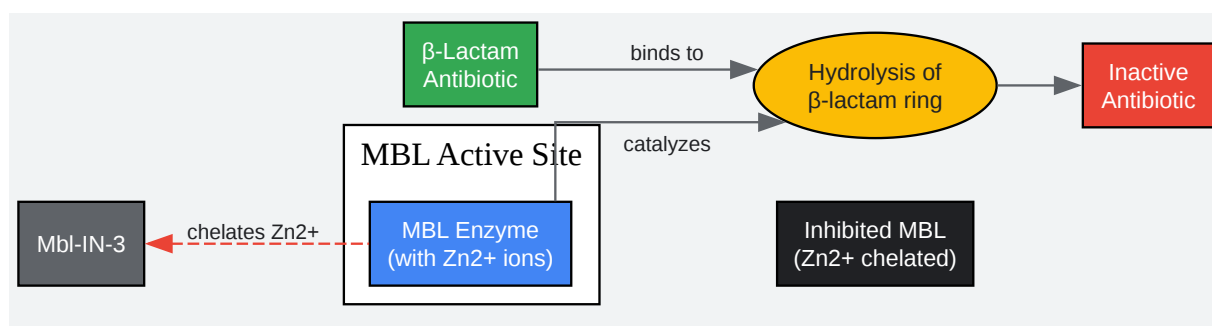 β-Lactam
Antibiotic
binds to
Hydrolysis of
β-lactam ring
Inactive
Antibiotic
catalyzes
MBL Active Site
Mbl-IN-3
chelates Zn2+
MBL Enzyme
(with Zn2+ ions)
Inhibited MBL
(Zn2+ chelated)